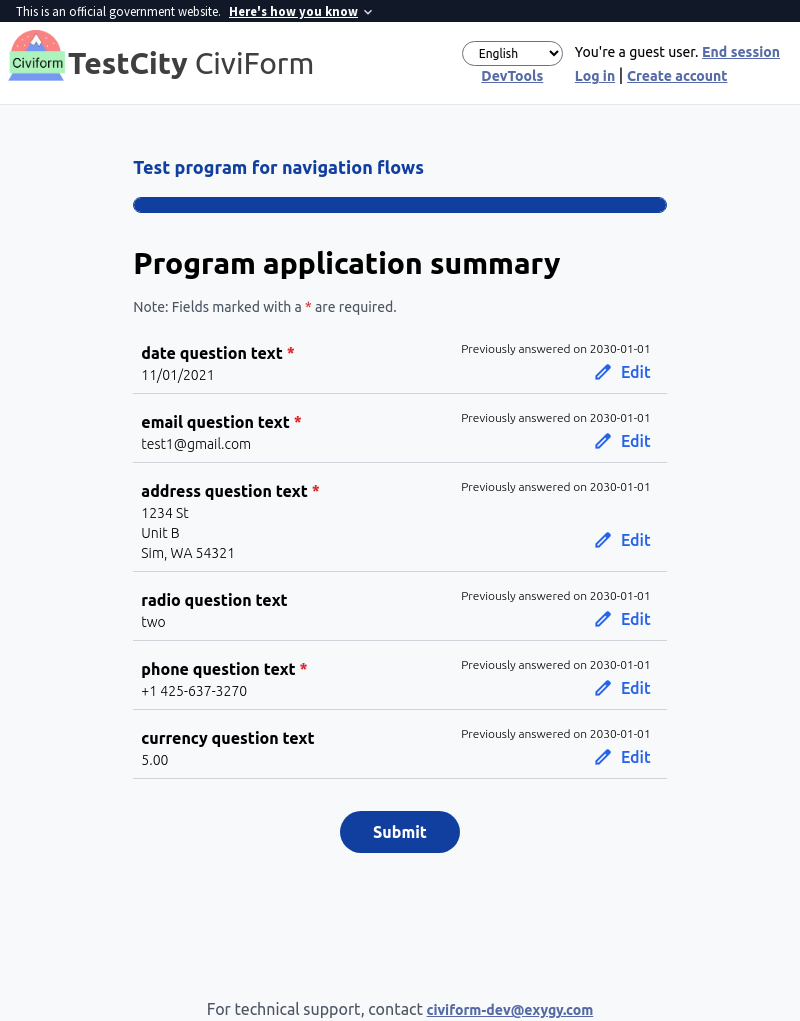 This is an official government website. Here's how you know
Civiform
TestCity CiviForm
English
You're a guest user. End session
DevTools
Log in | Create account
Test program for navigation flows
Program application summary
Note: Fields marked with a * are required.
date question text *
Previously answered on 2030-01-01
11/01/2021
Edit
email question text *
Previously answered on 2030-01-01
test1@gmail.com
Edit
address question text *
Previously answered on 2030-01-01
1234 St
Unit B
Sim, WA 54321
Edit
radio question text
Previously answered on 2030-01-01
two
Edit
phone question text *
Previously answered on 2030-01-01
+1 425-637-3270
Edit
currency question text
Previously answered on 2030-01-01
5.00
Edit
Submit
For technical support, contact civiform-dev@exygy.com